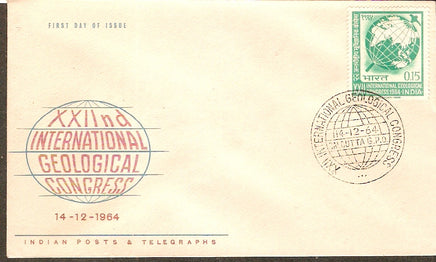 FIRST DAY OF ISSUE
भारत 0.15
XXII INTERNATIONAL GEOLOGICAL
CONGRESS 1964 INDIA
XXII INTERNATIONAL GEOLOGICAL CONGRESS
14-12-64
CALCUTTA G.P.O.
XXIInd
INTERNATIONAL
GEOLOGICAL
CONGRESS
14-12-1964
INDIAN POSTS & TELEGRAPHS